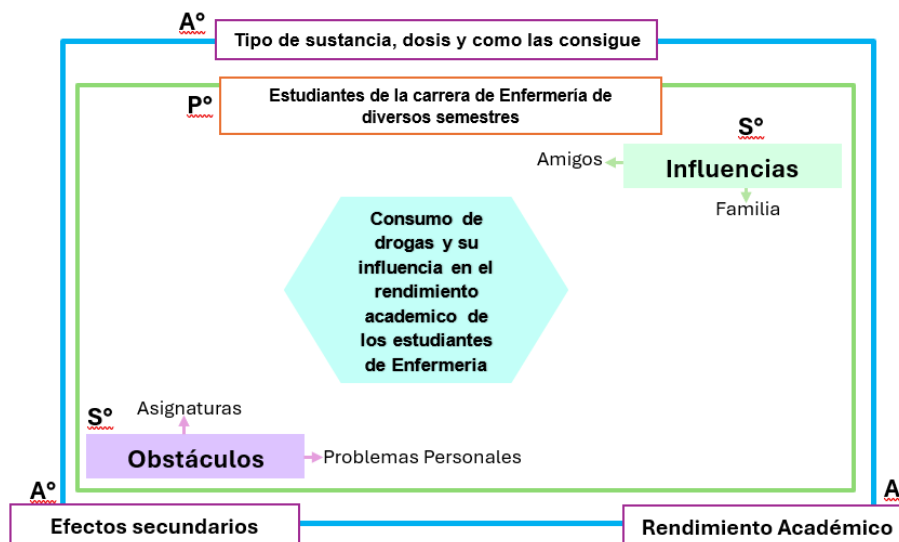 A°
Tipo de sustancia, dosis y como las consigue
P°
Estudiantes de la carrera de Enfermería de
diversos semestres
S°
Influencias
Amigos
Familia
Consumo de
drogas y su
influencia en el
rendimiento
academico de
los estudiantes
de Enfermeria
S°
Asignaturas
Obstáculos
Problemas Personales
A°
Efectos secundarios
A
Rendimiento Académico